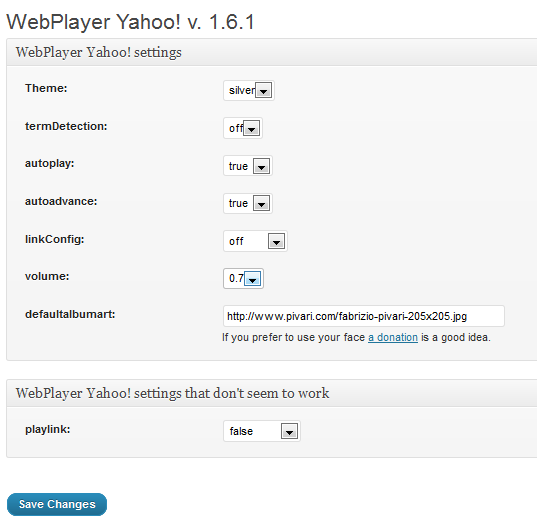 WebPlayer Yahoo! v. 1.6.1
WebPlayer Yahoo! settings
Theme: silver
termDetection: off
autoplay: true
autoadvance: true
linkConfig: off
volume: 0.7
defaultalbumart: http://www.pivari.com/fabrizio-pivari-205x205.jpg
If you prefer to use your face a donation is a good idea.
WebPlayer Yahoo! settings that don't seem to work
playlink: false
Save Changes